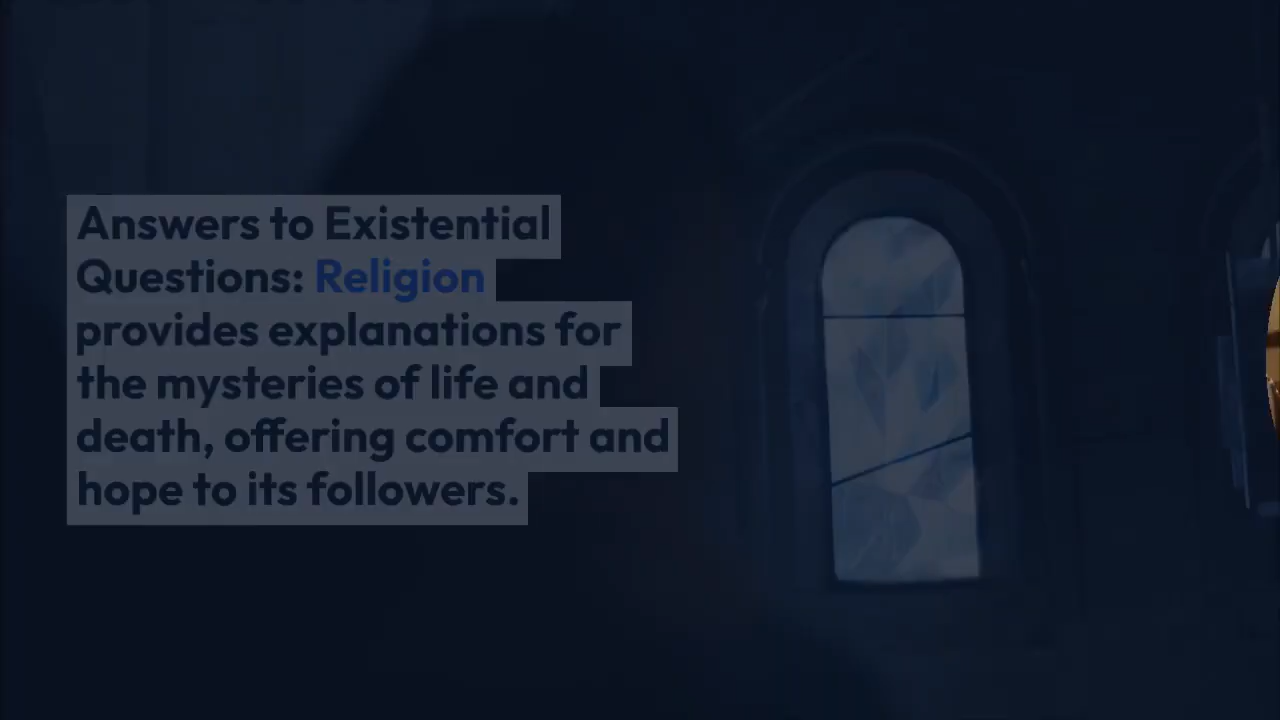 Answers to Existential
Questions: Religion
provides explanations for
the mysteries of life and
death, offering comfort and
hope to its followers.